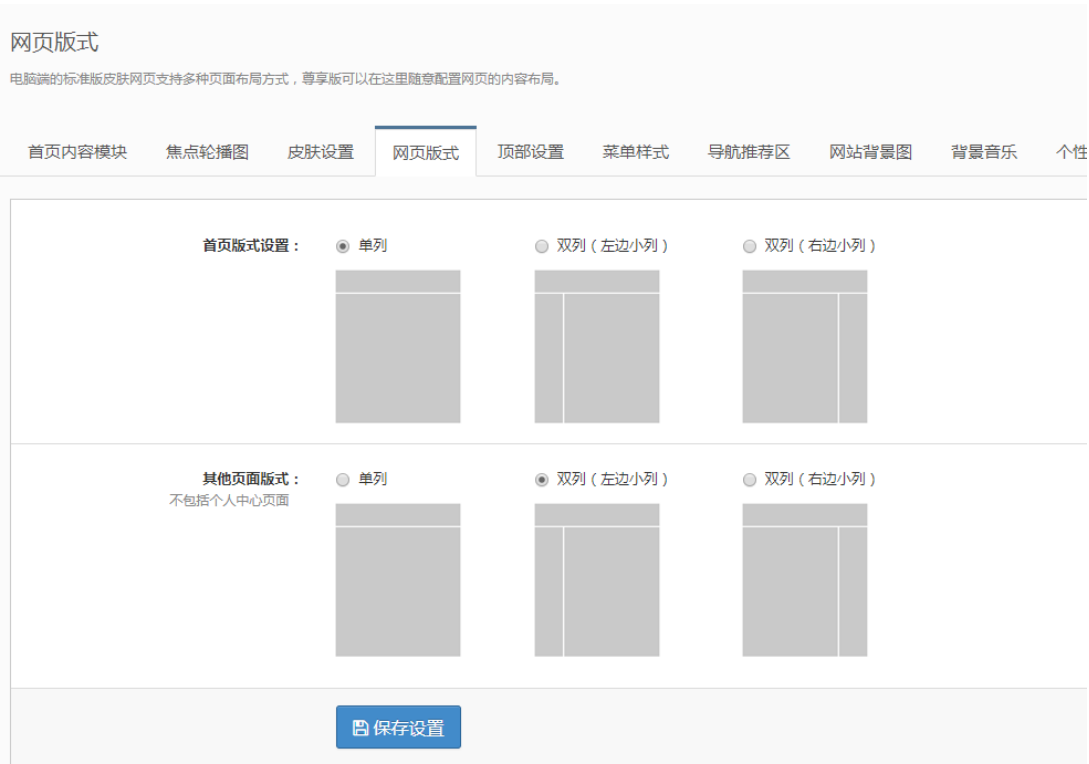 网页版式
电脑端的标准版皮肤网页支持多种页面布局方式，尊享版可以在这里随意配置网页的内容布局。
首页内容模块 焦点轮播图 皮肤设置 网页版式 顶部设置 菜单样式 导航推荐区 网站背景图 背景音乐 个性
首页版式设置： 单列 双列（左边小列） 双列（右边小列）
其他页面版式： 单列 双列（左边小列） 双列（右边小列）
不包括个人中心页面
保存设置